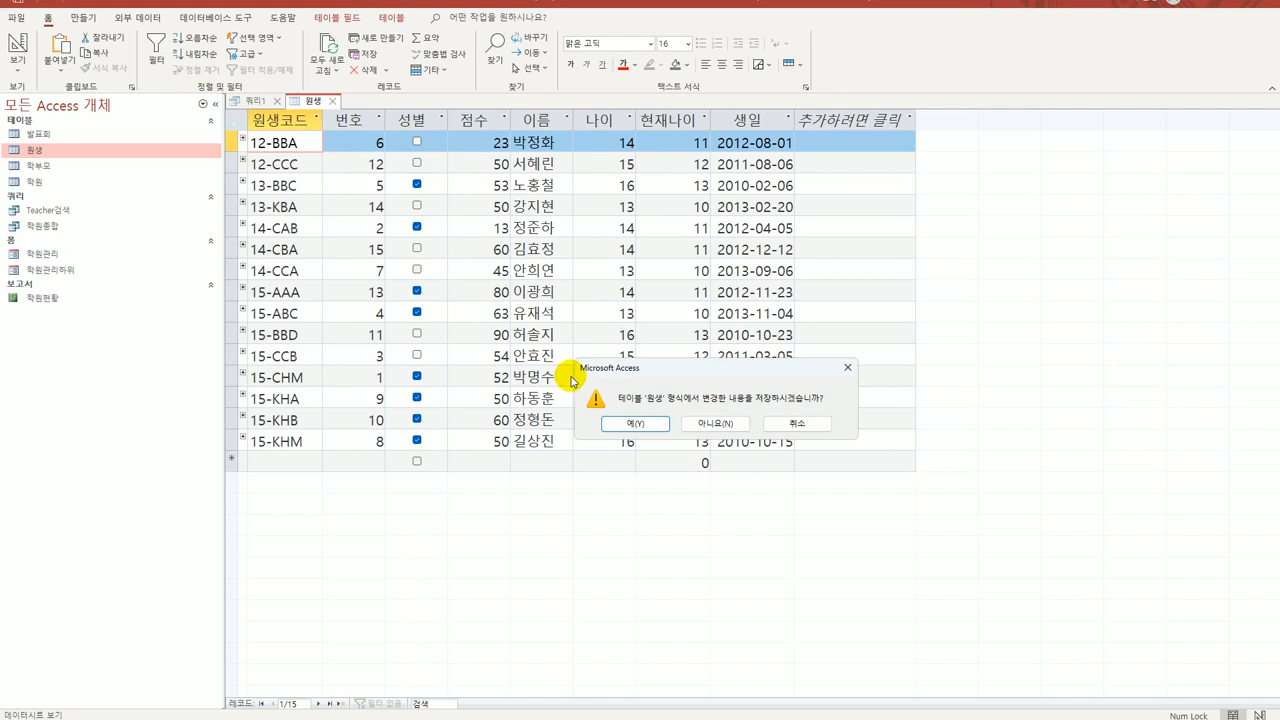 파일 홈 만들기 외부 데이터 데이터베이스 도구 도움말 테이블 필드 테이블 어떤 작업을 원하시나요?
보기
보기
붙여넣기
잘라내기
복사
서식 복사
클립보드
필터
오름차순
내림차순
정렬 제거
선택 영역
고급
필터 적용/해제
정렬 및 필터
모두 새로 고침
새로 만들기
저장
삭제
요약
맞춤법 검사
기타
레코드
찾기
바꾸기
이동
선택
찾기
맑은 고딕 16
가 가 가 가
텍스트 서식
모든 Access 개체
테이블
발표회
원생
학부모
학원
쿼리
Teacher검색
학원종합
폼
학원관리
학원관리하위
보고서
학원현황
쿼리1 원생
원생코드 번호 성별 점수 이름 나이 현재나이 생일 추가하려면 클릭
12-BBA 6 23 박정화 14 11 2012-08-01
12-CCC 12 50 서혜린 15 12 2011-08-06
13-BBC 5 53 노홍철 16 13 2010-02-06
13-KBA 14 50 강지현 13 10 2013-02-20
14-CAB 2 13 정준하 14 11 2012-04-05
14-CBA 15 60 김효정 14 11 2012-12-12
14-CCA 7 45 안희연 13 10 2013-09-06
15-AAA 13 80 이광희 14 11 2012-11-23
15-ABC 4 63 유재석 13 10 2013-11-04
15-BBD 11 90 허솔지 16 13 2010-10-23
15-CCB 3 54 안효진 15 12 2011-03-05
15-CHM 1 52 박명수
15-KHA 9 50 하동훈
15-KHB 10 60 정형돈
15-KHM 8 50 길상진 16 13 2010-10-15
0
Microsoft Access
테이블 '원생' 형식에서 변경한 내용을 저장하시겠습니까?
예(Y) 아니요(N) 취소
레코드: 1/15 필터 없음 검색
데이터시트 보기 Num Lock